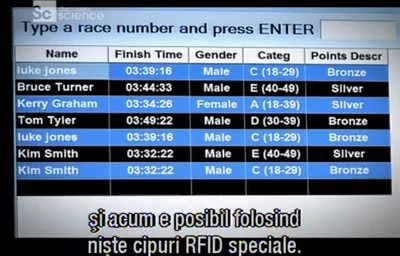 Sc science
Type a race number and press ENTER
Name Finish Time Gender Categ Points Descr
luke jones 03:39:16 Male C (18-29) Bronze
Bruce Turner 03:44:33 Male E (40-49) Silver
Kerry Graham 03:34:26 Female A (18-39) Silver
Tom Tyler 03:49:22 Male D (30-39) Bronze
luke jones 03:39:16 Male C (18-29) Bronze
Kim Smith 03:32:22 Male E (40-49) Silver
Kim Smith 03:32:22 Male C (18-29) Bronze
şi acum e posibil folosind
nişte cipuri RFID speciale.